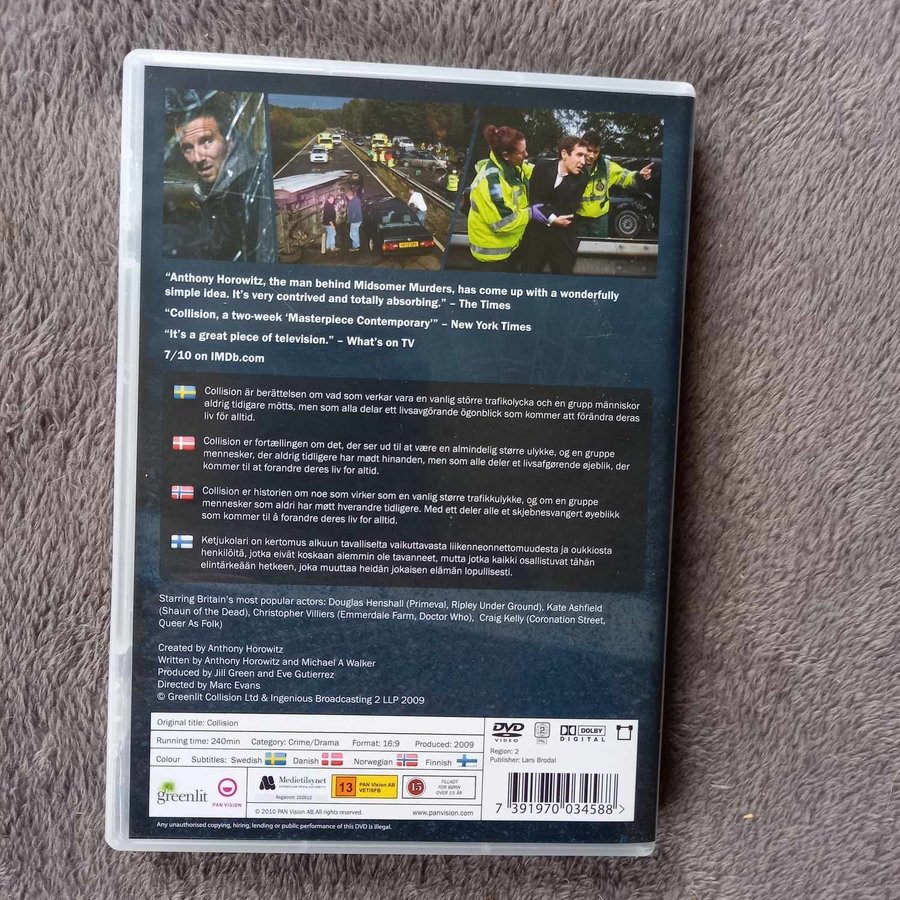 "Anthony Horowitz, the man behind Midsomer Murders, has come up with a wonderfully
simple idea. It's very contrived and totally absorbing." – The Times
"Collision, a two-week 'Masterpiece Contemporary'" – New York Times
"It's a great piece of television." – What's on TV
7/10 on IMDb.com
Collision är berättelsen om vad som verkar vara en vanlig större trafikolycka och en grupp människor
aldrig tidigare mötts, men som alla delar ett livsavgörande ögonblick som kommer att förändra deras
liv för alltid.
Collision er fortællingen om det, der ser ud til at være en almindelig større ulykke, og en gruppe
mennesker, der aldrig tidligere har mødt hinanden, men som alle deler et livsafgørende øjeblik, der
kommer til at forandre deres liv for altid.
Collision er historien om noe som virker som en vanlig større trafikkulykke, og om en gruppe
mennesker som aldri har møtt hverandre tidligere. Med ett deler alle et skjebnesvangert øyeblikk
som kommer til å forandre deres liv for alltid.
Ketjukolari on kertomus alkuun tavalliselta vaikuttavasta liikenneonnettomuudesta ja oukkiosta
henkilöitä, jotka eivät koskaan aiemmin ole tavanneet, mutta jotka kaikki osallistuvat tähän
elintärkeään hetkeen, joka muuttaa heidän jokaisen elämän lopullisesti.
Starring Britain's most popular actors: Douglas Henshall (Primeval, Ripley Under Ground), Kate Ashfield
(Shaun of the Dead), Christopher Villiers (Emmerdale Farm, Doctor Who), Craig Kelly (Coronation Street,
Queer As Folk)
Created by Anthony Horowitz
Written by Anthony Horowitz and Michael A Walker
Produced by Jill Green and Eve Gutierrez
Directed by Marc Evans
© Greenlit Collision Ltd & Ingenious Broadcasting 2 LLP 2009
Original title: Collision
Running time: 240min Category: Crime/Drama Format: 16:9 Produced: 2009
Colour Subtitles: Swedish Danish Norwegian Finnish
DVD VIDEO
2 PAL
DOLBY DIGITAL
Region: 2
Publisher: Lars Brodal
greenlit
PAN VISION
Medietilsynet
Registrert: 152612
13 PAN Vision AB VET/SFB
15 TILLADT FOR BØRN OVER 15 ÅR
© 2010 PAN Vision AB. All rights reserved.
www.panvision.com
7 391970 034588 >
Any unauthorised copying, hiring, lending or public performance of this DVD is illegal.